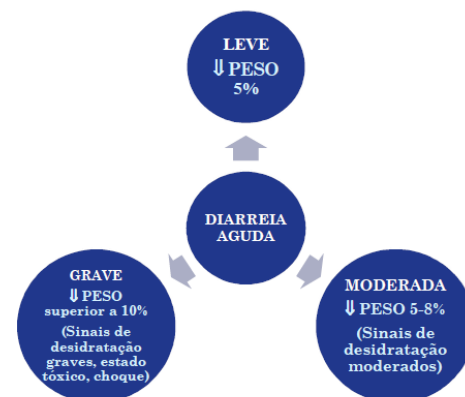 LEVE
⇓ PESO
5%
DIARREIA
AGUDA
GRAVE
⇓PESO
superior a 10%
(Sinais de
desidratação
graves, estado
tóxico, choque)
MODERADA
⇓ PESO 5-8%
(Sinais de
desidratação
moderados)